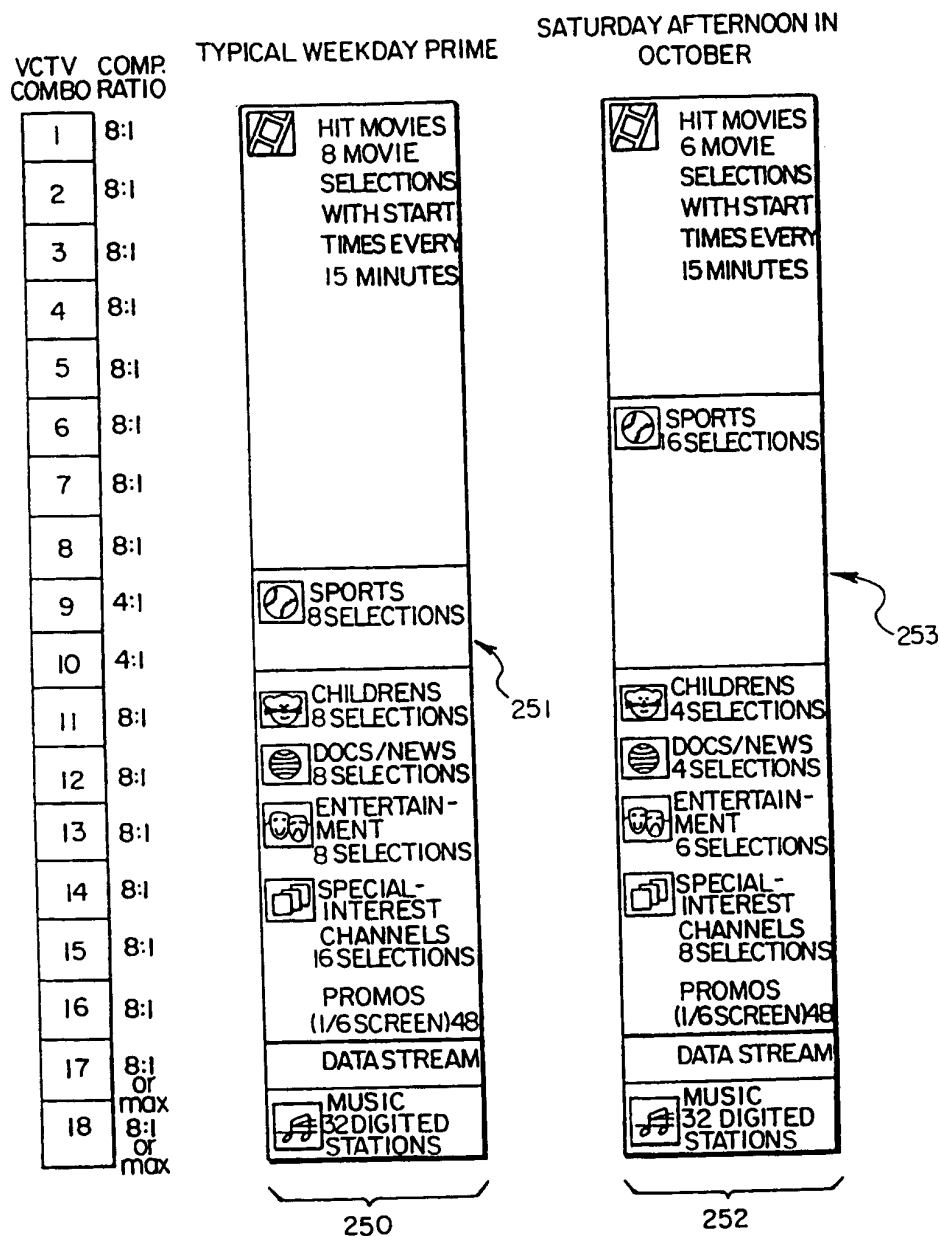 VCTV COMBO
COMP. RATIO
TYPICAL WEEKDAY PRIME
SATURDAY AFTERNOON IN
OCTOBER
1 8:1
2 8:1
3 8:1
4 8:1
5 8:1
6 8:1
7 8:1
8 8:1
9 4:1
10 4:1
11 8:1
12 8:1
13 8:1
14 8:1
15 8:1
16 8:1
17 8:1
or
max
18 8:1
or
max
HIT MOVIES
8 MOVIE
SELECTIONS
WITH START
TIMES EVERY
15 MINUTES
SPORTS
8 SELECTIONS
251
CHILDRENS
8 SELECTIONS
DOCS/NEWS
8 SELECTIONS
ENTERTAIN-
MENT
8 SELECTIONS
SPECIAL-
INTEREST
CHANNELS
16 SELECTIONS
PROMOS
(1/6 SCREEN) 48
DATA STREAM
MUSIC
32 DIGITED
STATIONS
250
HIT MOVIES
6 MOVIE
SELECTIONS
WITH START
TIMES EVERY
15 MINUTES
SPORTS
16 SELECTIONS
253
CHILDRENS
4 SELECTIONS
DOCS/NEWS
4 SELECTIONS
ENTERTAIN-
MENT
6 SELECTIONS
SPECIAL-
INTEREST
CHANNELS
8 SELECTIONS
PROMOS
(1/6 SCREEN) 48
DATA STREAM
MUSIC
32 DIGITED
STATIONS
252